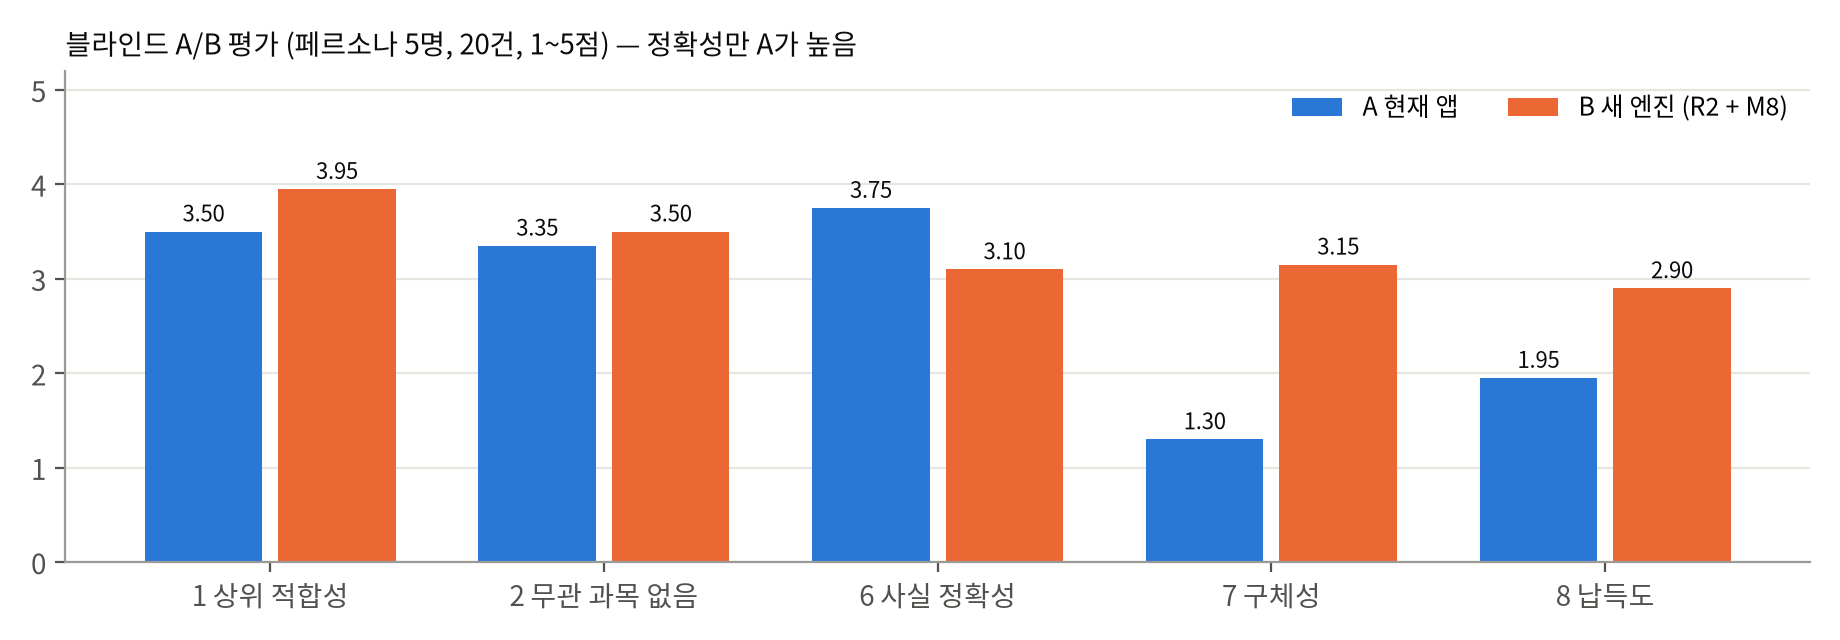 블라인드 A/B 평가 (페르소나 5명, 20건, 1~5점) — 정확성만 A가 높음
A 현재 앱
B 새 엔진 (R2 + M8)
5
4
3
2
1
0
3.50
3.95
3.35
3.50
3.75
3.10
1.30
3.15
1.95
2.90
1 상위 적합성
2 무관 과목 없음
6 사실 정확성
7 구체성
8 납득도